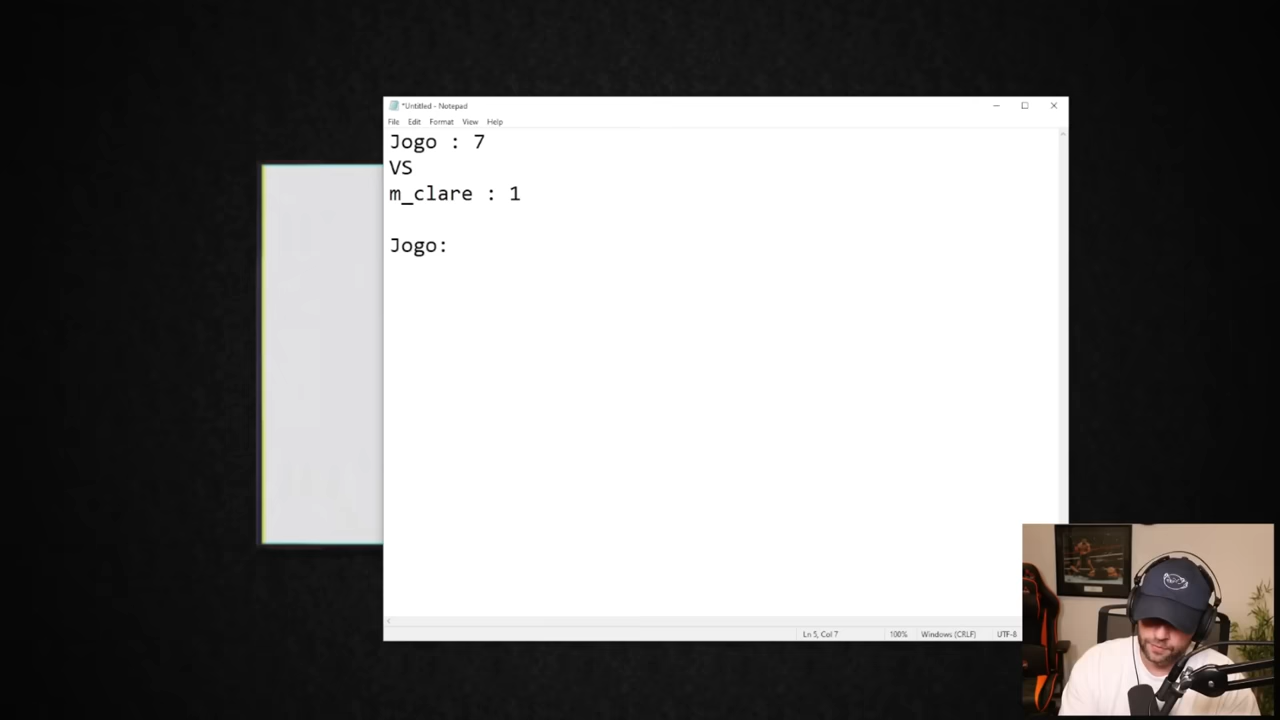 *Untitled - Notepad
File Edit Format View Help
Jogo : 7
VS
m_clare : 1
Jogo:
Ln 5, Col 7 100% Windows (CRLF) UTF-8